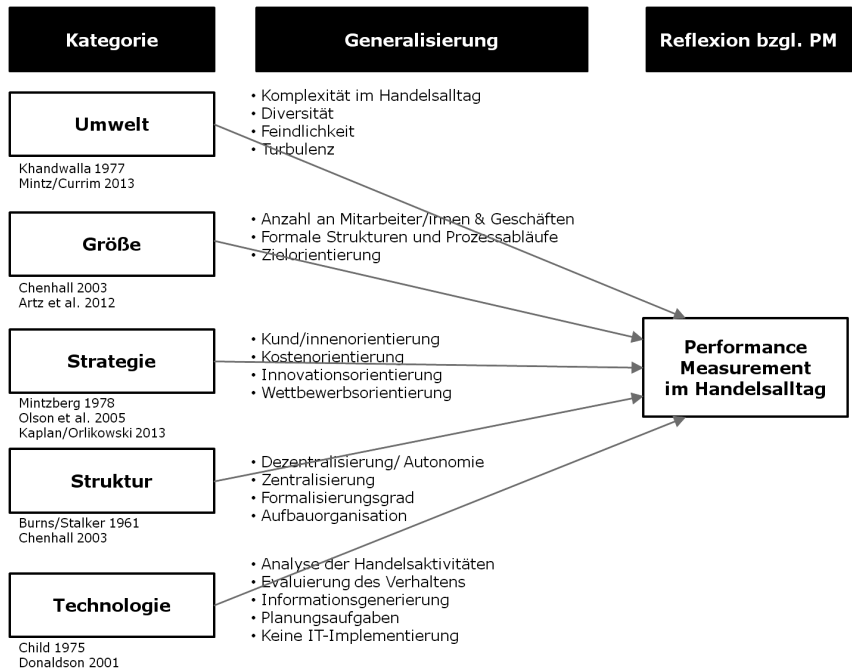 Kategorie
Generalisierung
Reflexion bzgl. PM
Umwelt
Khandwalla 1977
Mintz/Currim 2013
• Komplexität im Handelsalltag
• Diversität
• Feindlichkeit
• Turbulenz
Größe
Chenhall 2003
Artz et al. 2012
• Anzahl an Mitarbeiter/innen & Geschäften
• Formale Strukturen und Prozessabläufe
• Zielorientierung
Strategie
Mintzberg 1978
Olson et al. 2005
Kaplan/Orlikowski 2013
• Kund/innenorientierung
• Kostenorientierung
• Innovationsorientierung
• Wettbewerbsorientierung
Performance
Measurement
im Handelsalltag
Struktur
Burns/Stalker 1961
Chenhall 2003
• Dezentralisierung/ Autonomie
• Zentralisierung
• Formalisierungsgrad
• Aufbauorganisation
Technologie
Child 1975
Donaldson 2001
• Analyse der Handelsaktivitäten
• Evaluierung des Verhaltens
• Informationsgenerierung
• Planungsaufgaben
• Keine IT-Implementierung